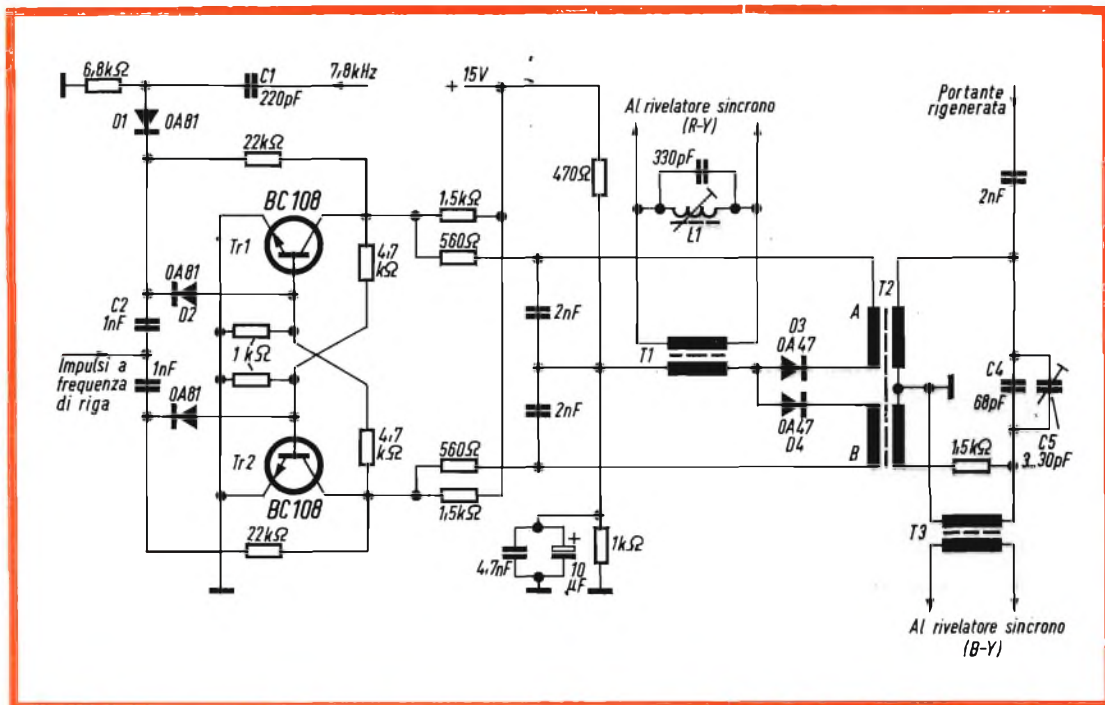 6,8kΩ
C1
220pF
7,8kHz
+ 15V
D1
OA81
22kΩ
BC108
Tr1
4,7
kΩ
1,5kΩ
560Ω
470Ω
Al rivelatore sincrono
(R-Y)
330pF
L1
Portante
rigenerata
2nF
OA81
D2
C2
1nF
1kΩ
Impulsi a
frequenza
di riga
1nF
OA81
2nF
2nF
T1
D3
OA47
OA47
D4
A
B
T2
C4
68pF
C5
3...30pF
1,5kΩ
Tr2
BC108
4,7
kΩ
560Ω
1,5kΩ
22kΩ
4,7nF
+
10
µF
1kΩ
T3
Al rivelatore sincrono
(B-Y)